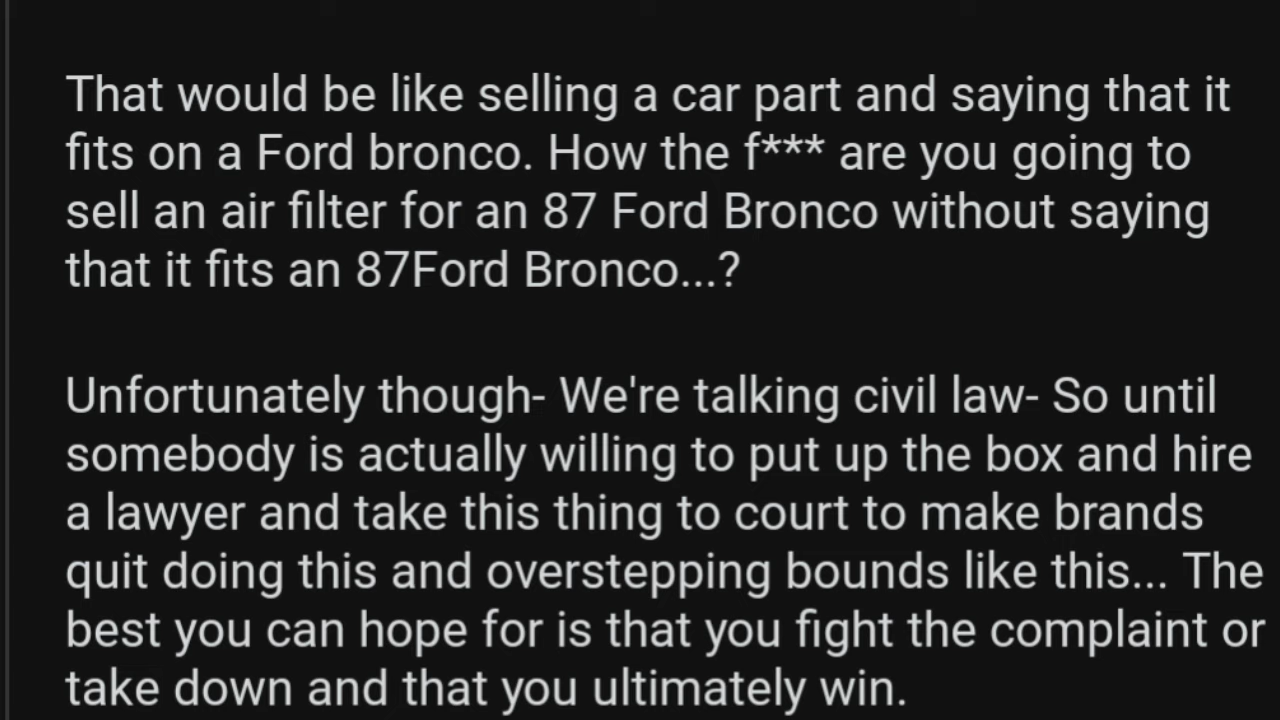 That would be like selling a car part and saying that it
fits on a Ford bronco. How the f*** are you going to
sell an air filter for an 87 Ford Bronco without saying
that it fits an 87Ford Bronco...?
Unfortunately though- We're talking civil law- So until
somebody is actually willing to put up the box and hire
a lawyer and take this thing to court to make brands
quit doing this and overstepping bounds like this... The
best you can hope for is that you fight the complaint or
take down and that you ultimately win.